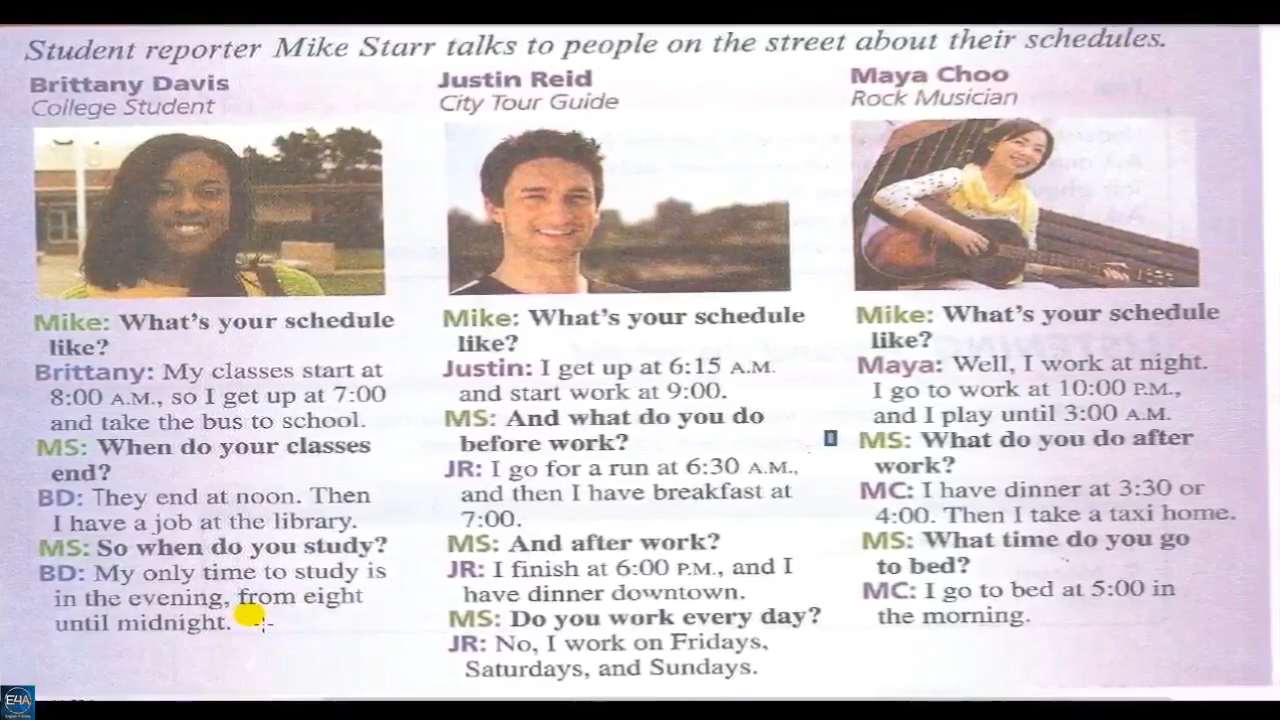 Student reporter Mike Starr talks to people on the street about their schedules.
Brittany Davis
College Student
Mike: What's your schedule
like?
Brittany: My classes start at
8:00 A.M., so I get up at 7:00
and take the bus to school.
MS: When do your classes
end?
BD: They end at noon. Then
I have a job at the library.
MS: So when do you study?
BD: My only time to study is
in the evening, from eight
until midnight.
Justin Reid
City Tour Guide
Mike: What's your schedule
like?
Justin: I get up at 6:15 A.M.
and start work at 9:00.
MS: And what do you do
before work?
JR: I go for a run at 6:30 A.M.,
and then I have breakfast at
7:00.
MS: And after work?
JR: I finish at 6:00 P.M., and I
have dinner downtown.
MS: Do you work every day?
JR: No, I work on Fridays,
Saturdays, and Sundays.
Maya Choo
Rock Musician
Mike: What's your schedule
like?
Maya: Well, I work at night.
I go to work at 10:00 P.M.,
and I play until 3:00 A.M.
MS: What do you do after
work?
MC: I have dinner at 3:30 or
4:00. Then I take a taxi home.
MS: What time do you go
to bed?
MC: I go to bed at 5:00 in
the morning.
E4A